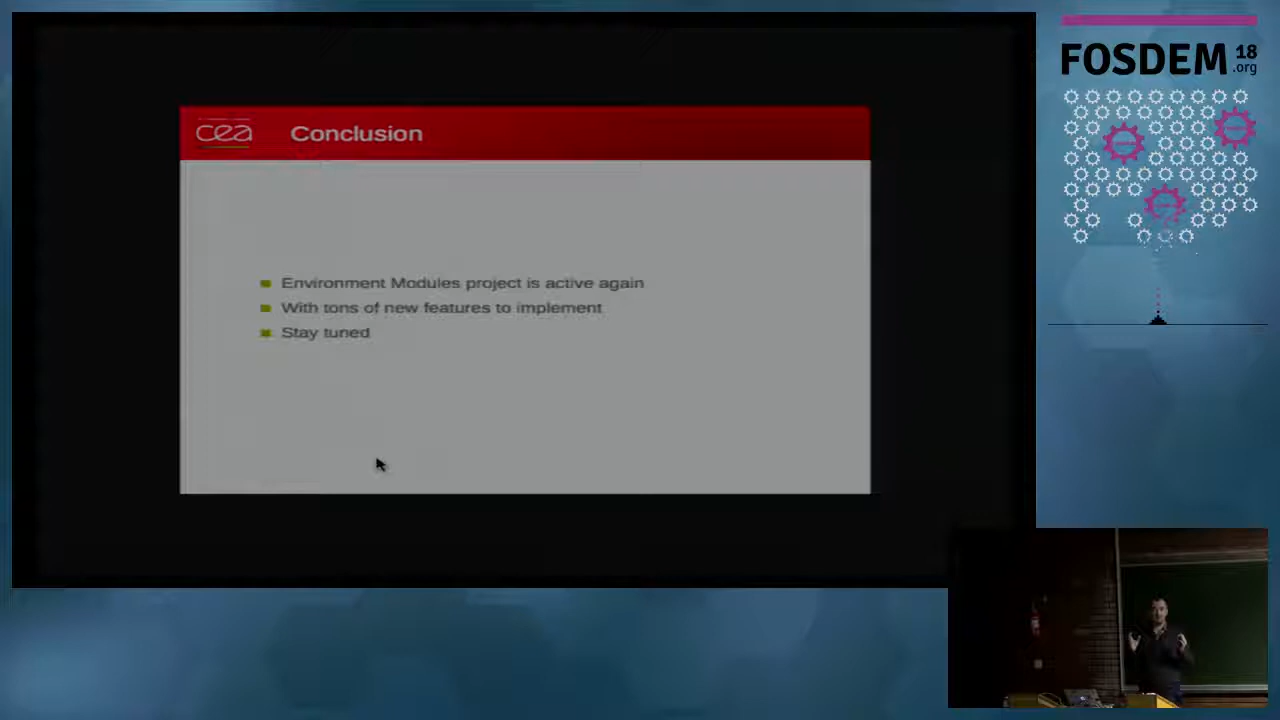 FOSDEM 18
.org
cea Conclusion
Environment Modules project is active again
With tons of new features to implement
Stay tuned